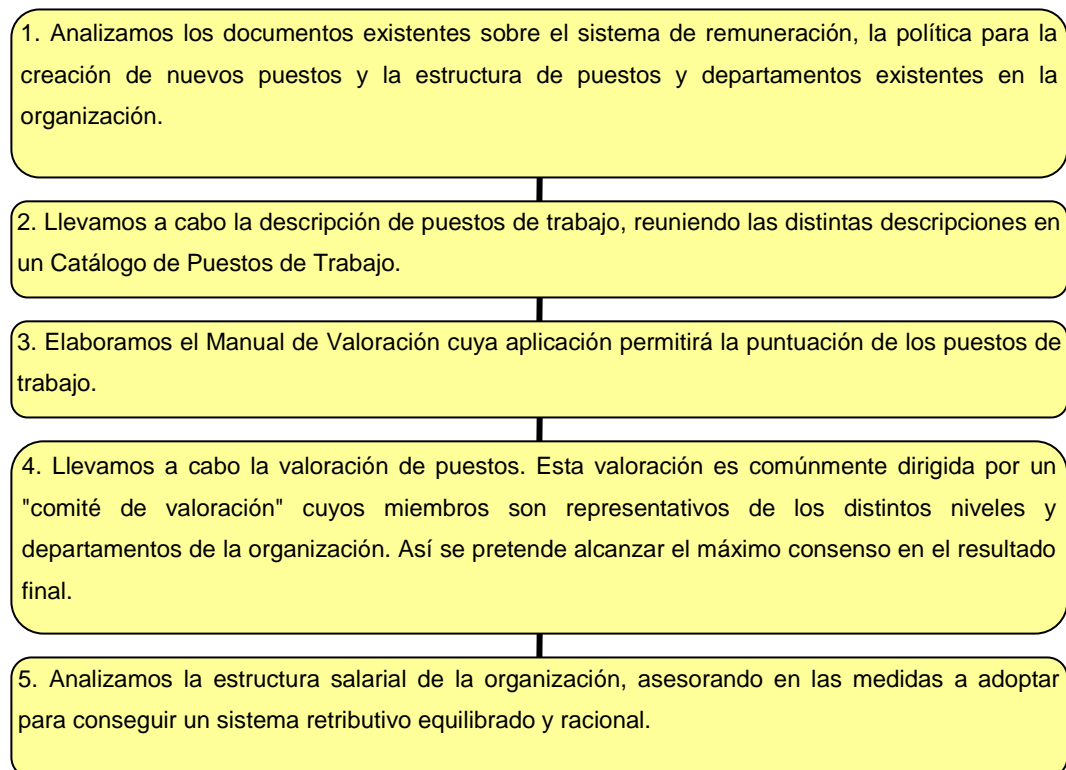 1. Analizamos los documentos existentes sobre el sistema de remuneración, la política para la
creación de nuevos puestos y la estructura de puestos y departamentos existentes en la
organización.
2. Llevamos a cabo la descripción de puestos de trabajo, reuniendo las distintas descripciones en
un Catálogo de Puestos de Trabajo.
3. Elaboramos el Manual de Valoración cuya aplicación permitirá la puntuación de los puestos de
trabajo.
4. Llevamos a cabo la valoración de puestos. Esta valoración es comúnmente dirigida por un
"comité de valoración" cuyos miembros son representativos de los distintos niveles y
departamentos de la organización. Así se pretende alcanzar el máximo consenso en el resultado
final.
5. Analizamos la estructura salarial de la organización, asesorando en las medidas a adoptar
para conseguir un sistema retributivo equilibrado y racional.